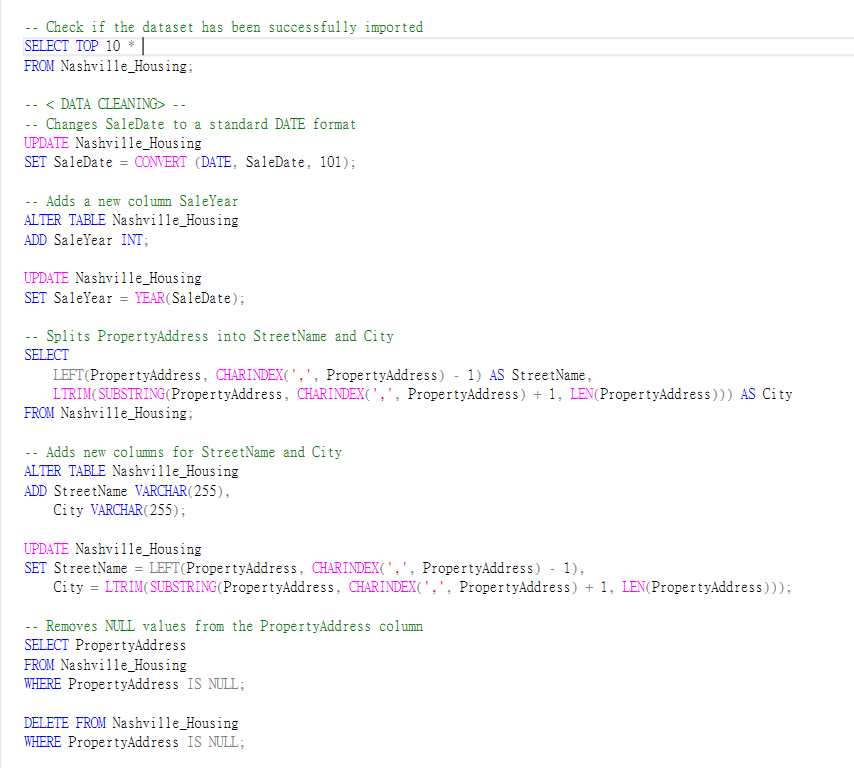 -- Check if the dataset has been successfully imported
SELECT TOP 10 *
FROM Nashville_Housing;
-- < DATA CLEANING> --
-- Changes SaleDate to a standard DATE format
UPDATE Nashville_Housing
SET SaleDate = CONVERT (DATE, SaleDate, 101);
-- Adds a new column SaleYear
ALTER TABLE Nashville_Housing
ADD SaleYear INT;
UPDATE Nashville_Housing
SET SaleYear = YEAR(SaleDate);
-- Splits PropertyAddress into StreetName and City
SELECT
LEFT(PropertyAddress, CHARINDEX(',', PropertyAddress) - 1) AS StreetName,
LTRIM(SUBSTRING(PropertyAddress, CHARINDEX(',', PropertyAddress) + 1, LEN(PropertyAddress))) AS City
FROM Nashville_Housing;
-- Adds new columns for StreetName and City
ALTER TABLE Nashville_Housing
ADD StreetName VARCHAR(255),
City VARCHAR(255);
UPDATE Nashville_Housing
SET StreetName = LEFT(PropertyAddress, CHARINDEX(',', PropertyAddress) - 1),
City = LTRIM(SUBSTRING(PropertyAddress, CHARINDEX(',', PropertyAddress) + 1, LEN(PropertyAddress)));
-- Removes NULL values from the PropertyAddress column
SELECT PropertyAddress
FROM Nashville_Housing
WHERE PropertyAddress IS NULL;
DELETE FROM Nashville_Housing
WHERE PropertyAddress IS NULL;